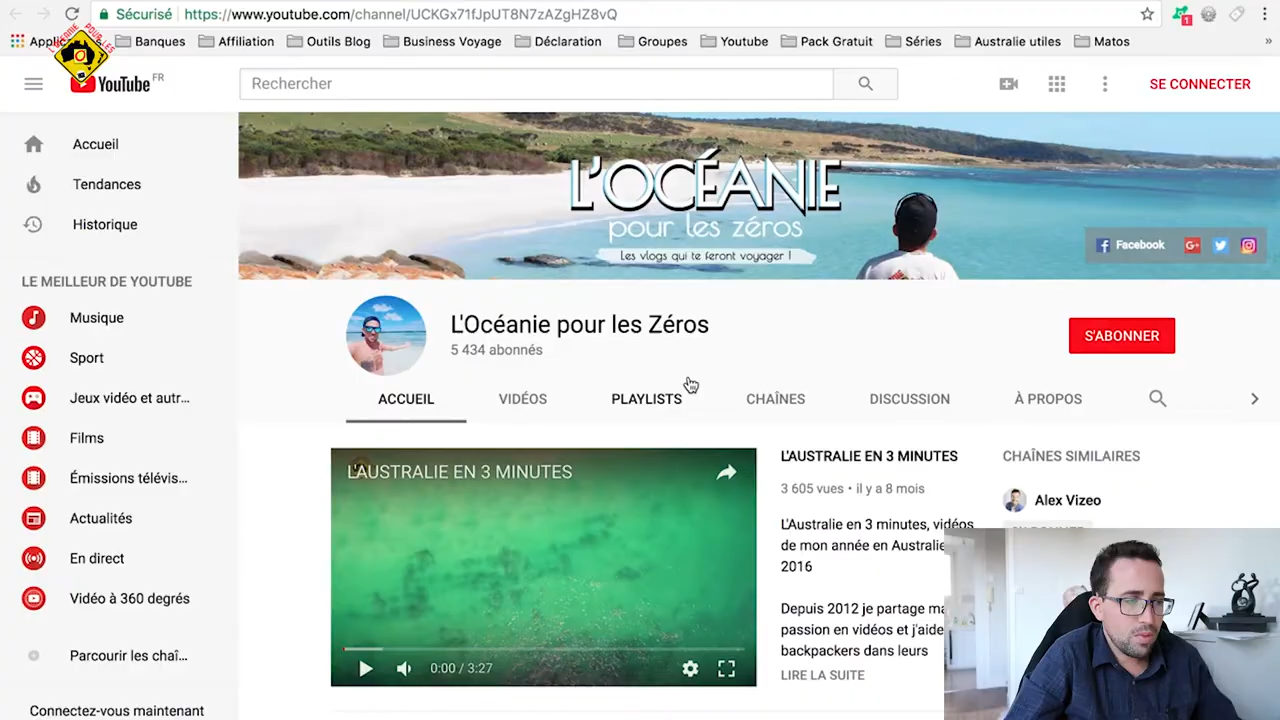 Sécurisé
https://www.youtube.com/channel/UCKGx71fJpUT8N7zAZgHZ8vQ
1
L'OCÉANIE POUR LES
Banques
Affiliation
Outils Blog
Business Voyage
Déclaration
Groupes
Youtube
Pack Gratuit
Séries
Australie utiles
Matos
»
YouTube FR
Rechercher
SE CONNECTER
Accueil
Tendances
Historique
LE MEILLEUR DE YOUTUBE
Musique
Sport
Jeux vidéo et autr...
Films
Émissions télévis...
Actualités
En direct
Vidéo à 360 degrés
Parcourir les chaî...
Connectez-vous maintenant
L'OCÉANIE
pour les zéros
Les vlogs qui te feront voyager !
Facebook
G+
L'Océanie pour les Zéros
5 434 abonnés
S'ABONNER
ACCUEIL
VIDÉOS
PLAYLISTS
CHAÎNES
DISCUSSION
À PROPOS
L'AUSTRALIE EN 3 MINUTES
0:00 / 3:27
L'AUSTRALIE EN 3 MINUTES
3 605 vues • il y a 8 mois
L'Australie en 3 minutes, vidéos
de mon année en Australie
2016
Depuis 2012 je partage ma
passion en vidéos et j'aide
backpackers dans leurs
LIRE LA SUITE
CHAÎNES SIMILAIRES
Alex Vizeo